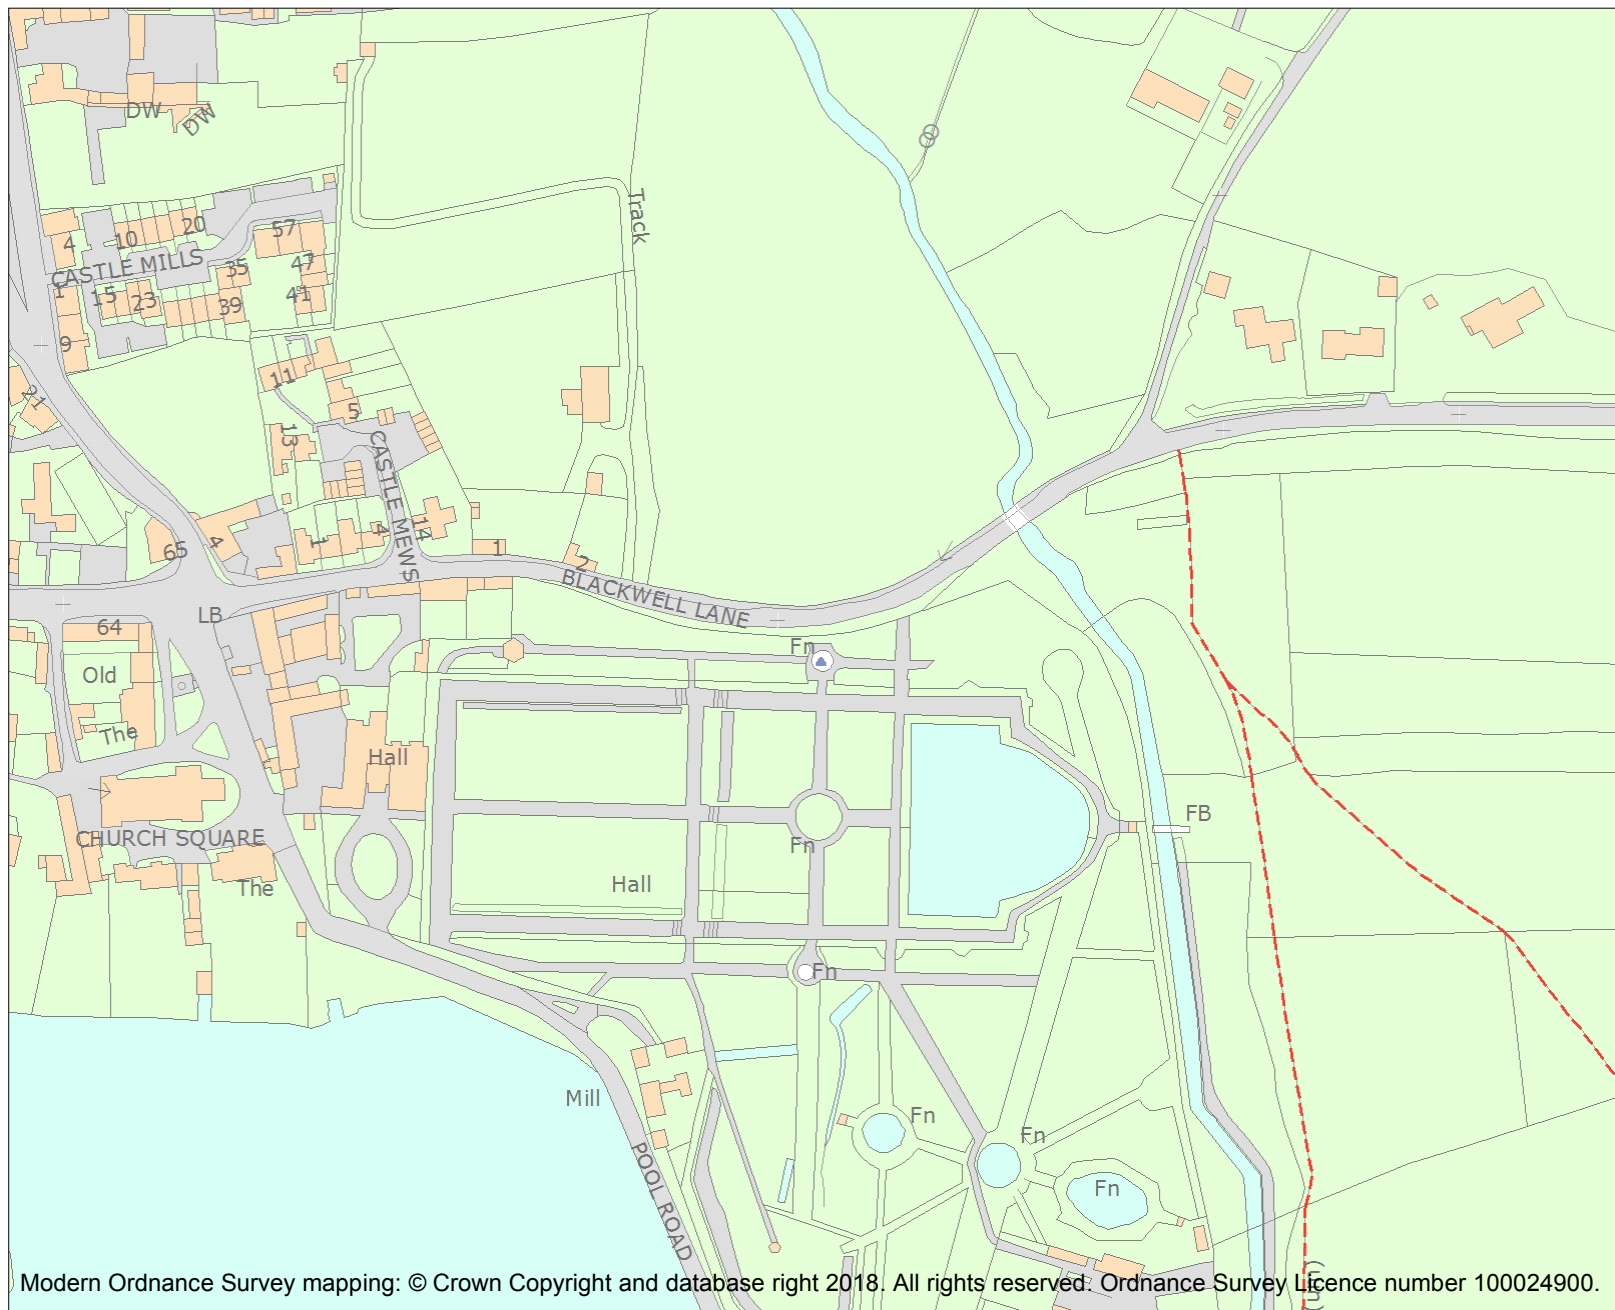 DW
DW
Track
4
10
20
57
CASTLE MILLS
35
47
1
15
23
39
41
9
21
11
5
13
CASTLE MEWS
14
65
4
1
4
1
2
BLACKWELL LANE
LB
64
Old
The
Fn
Hall
CHURCH SQUARE
The
Fn
Hall
FB
Fn
Mill
Fn
Fn
Fn
POOL ROAD
Modern Ordnance Survey mapping: © Crown Copyright and database right 2018. All rights reserved. Ordnance Survey Licence number 100024900.